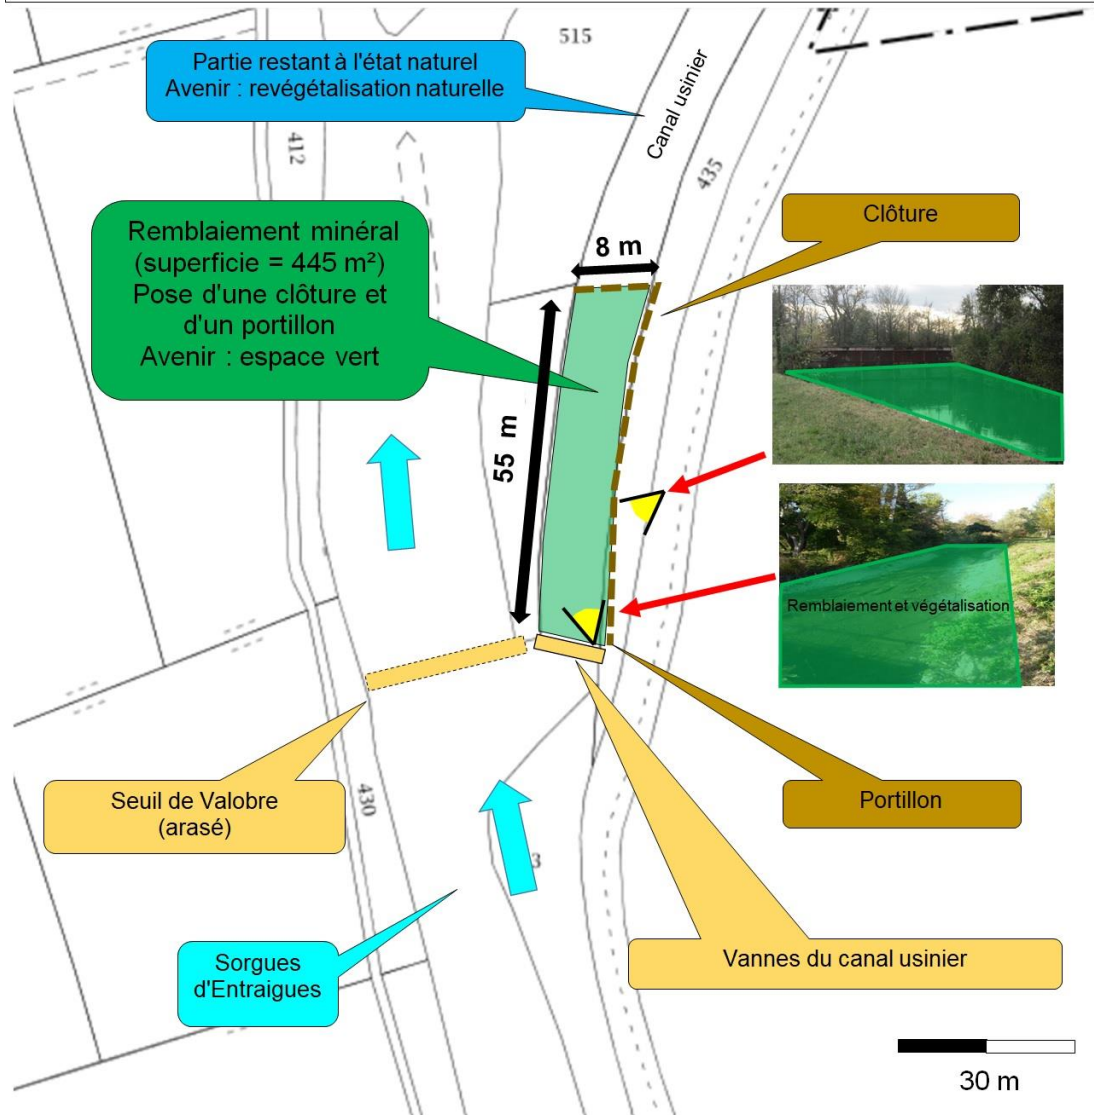 515
Partie restant à l'état naturel
Avenir : revégétalisation naturelle
Canal usinier
412
435
Clôture
Remblaiement minéral
(superficie = 445 m²)
Pose d'une clôture et
d'un portillon
Avenir : espace vert
8 m
55 m
Remblaiement et végétalisation
Seuil de Valobre
(arasé)
430
Portillon
3
Sorgues
d'Entraigues
Vannes du canal usinier
30 m